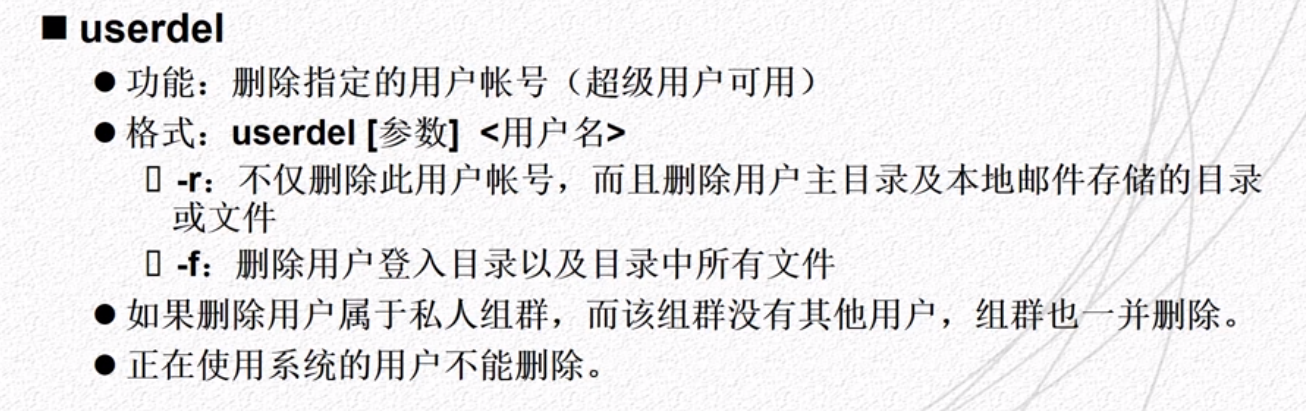 ■ userdel
● 功能：删除指定的用户帐号（超级用户可用）
● 格式：userdel [参数] <用户名>
▯ -r：不仅删除此用户帐号，而且删除用户主目录及本地邮件存储的目录
或文件
▯ -f：删除用户登入目录以及目录中所有文件
● 如果删除用户属于私人组群，而该组群没有其他用户，组群也一并删除。
● 正在使用系统的用户不能删除。